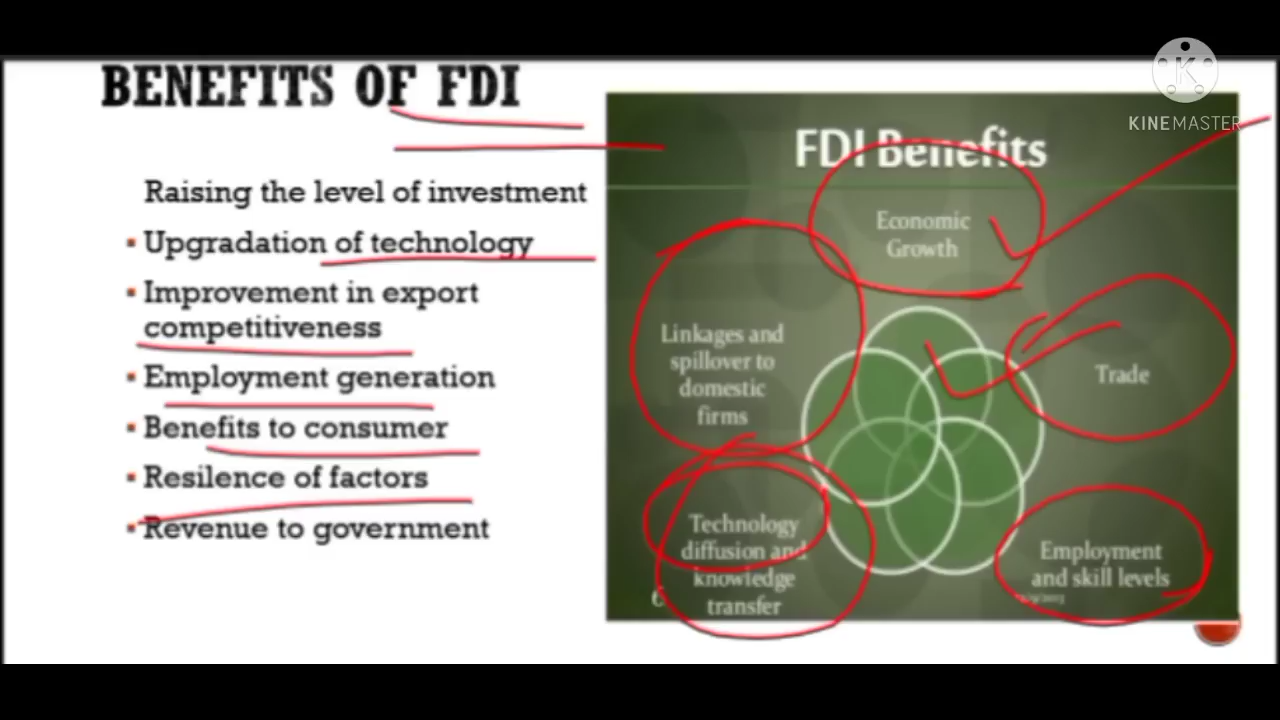 BENEFITS OF FDI
Raising the level of investment
▪ Upgradation of technology
▪ Improvement in export
competitiveness
▪ Employment generation
▪ Benefits to consumer
▪ Resilence of factors
▪ Revenue to government
FDI Benefits
Economic
Growth
Linkages and
spillover to
domestic
firms
Trade
Technology
diffusion and
knowledge
transfer
Employment
and skill levels
6
KINEMASTER